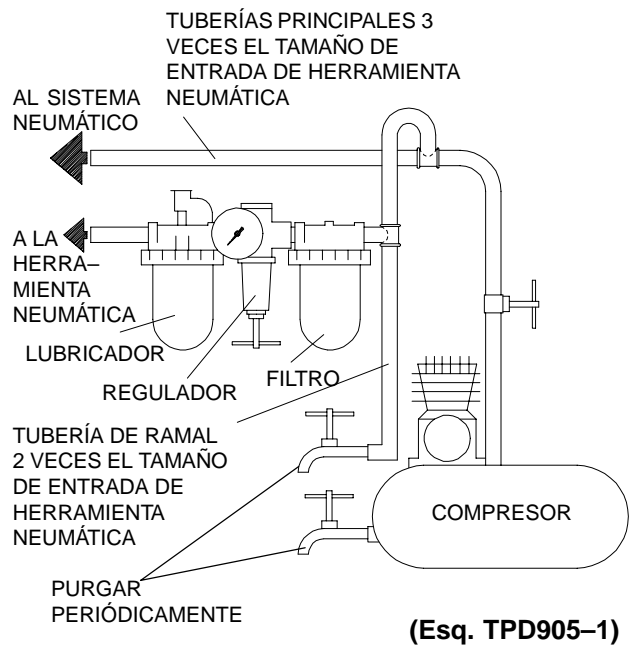 TUBERÍAS PRINCIPALES 3
VECES EL TAMAÑO DE
ENTRADA DE HERRAMIENTA
NEUMÁTICA
AL SISTEMA
NEUMÁTICO
A LA
HERRA–
MIENTA
NEUMÁTICA
LUBRICADOR
REGULADOR
FILTRO
TUBERÍA DE RAMAL
2 VECES EL TAMAÑO
DE ENTRADA DE
HERRAMIENTA
NEUMÁTICA
COMPRESOR
PURGAR
PERIÓDICAMENTE
(Esq. TPD905–1)